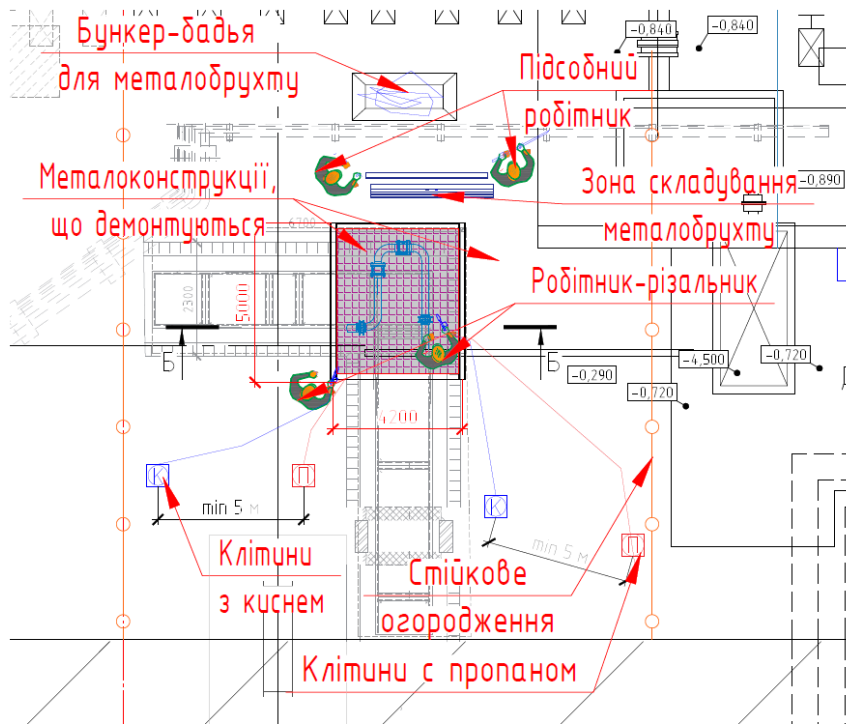 Бункер-бадья
для металобрухту
Підсобний
робітник
-0,840
-0,840
Металоконструкції,
що демонтуються
Зона складування
металобрухту
-0,890
6700
Робітник-різальник
2300
5000
Б
Б
-0,290
-4,500
-0,720
-0,720
4200
К
П
К
П
min 5 м
min 5 м
Клітини
з киснем
Стійкове
огородження
Клітини с пропаном